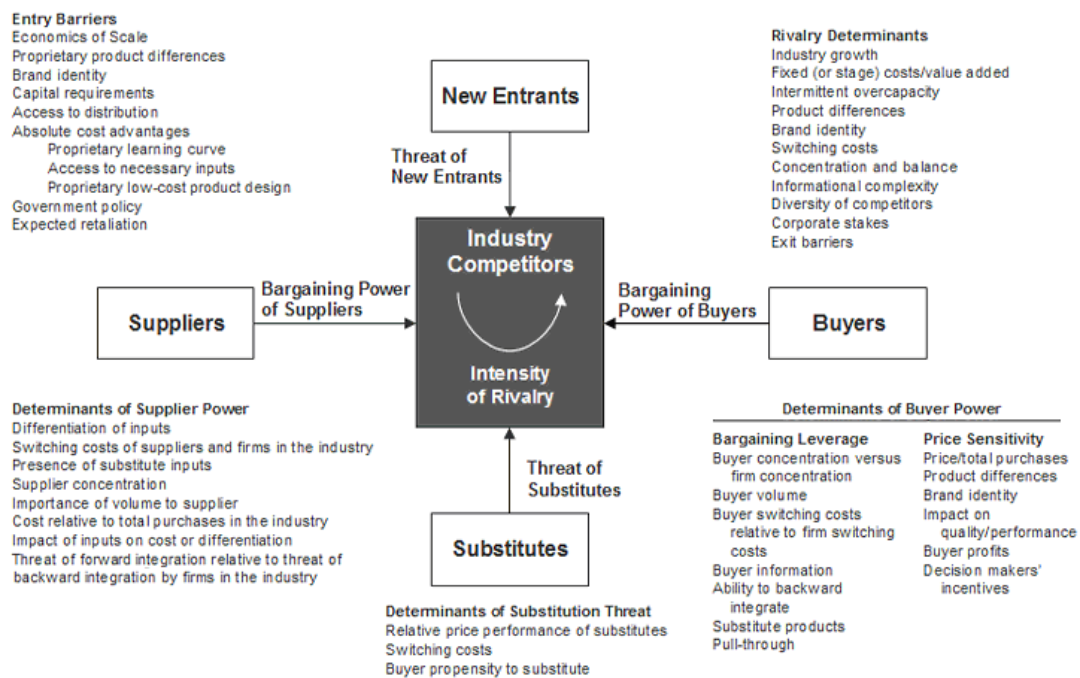 Entry Barriers
Economics of Scale
Proprietary product differences
Brand identity
Capital requirements
Access to distribution
Absolute cost advantages
Proprietary learning curve
Access to necessary inputs
Proprietary low-cost product design
Government policy
Expected retaliation
New Entrants
Threat of
New Entrants
Rivalry Determinants
Industry growth
Fixed (or stage) costs/value added
Intermittent overcapacity
Product differences
Brand identity
Switching costs
Concentration and balance
Informational complexity
Diversity of competitors
Corporate stakes
Exit barriers
Suppliers
Bargaining Power
of Suppliers
Industry
Competitors
Intensity
of Rivalry
Bargaining
Power of Buyers
Buyers
Determinants of Supplier Power
Differentiation of inputs
Switching costs of suppliers and firms in the industry
Presence of substitute inputs
Supplier concentration
Importance of volume to supplier
Cost relative to total purchases in the industry
Impact of inputs on cost or differentiation
Threat of forward integration relative to threat of
backward integration by firms in the industry
Threat of
Substitutes
Substitutes
Determinants of Substitution Threat
Relative price performance of substitutes
Switching costs
Buyer propensity to substitute
Determinants of Buyer Power
Bargaining Leverage
Buyer concentration versus
firm concentration
Buyer volume
Buyer switching costs
relative to firm switching
costs
Buyer information
Ability to backward
integrate
Substitute products
Pull-through
Price Sensitivity
Price/total purchases
Product differences
Brand identity
Impact on
quality/performance
Buyer profits
Decision makers'
incentives